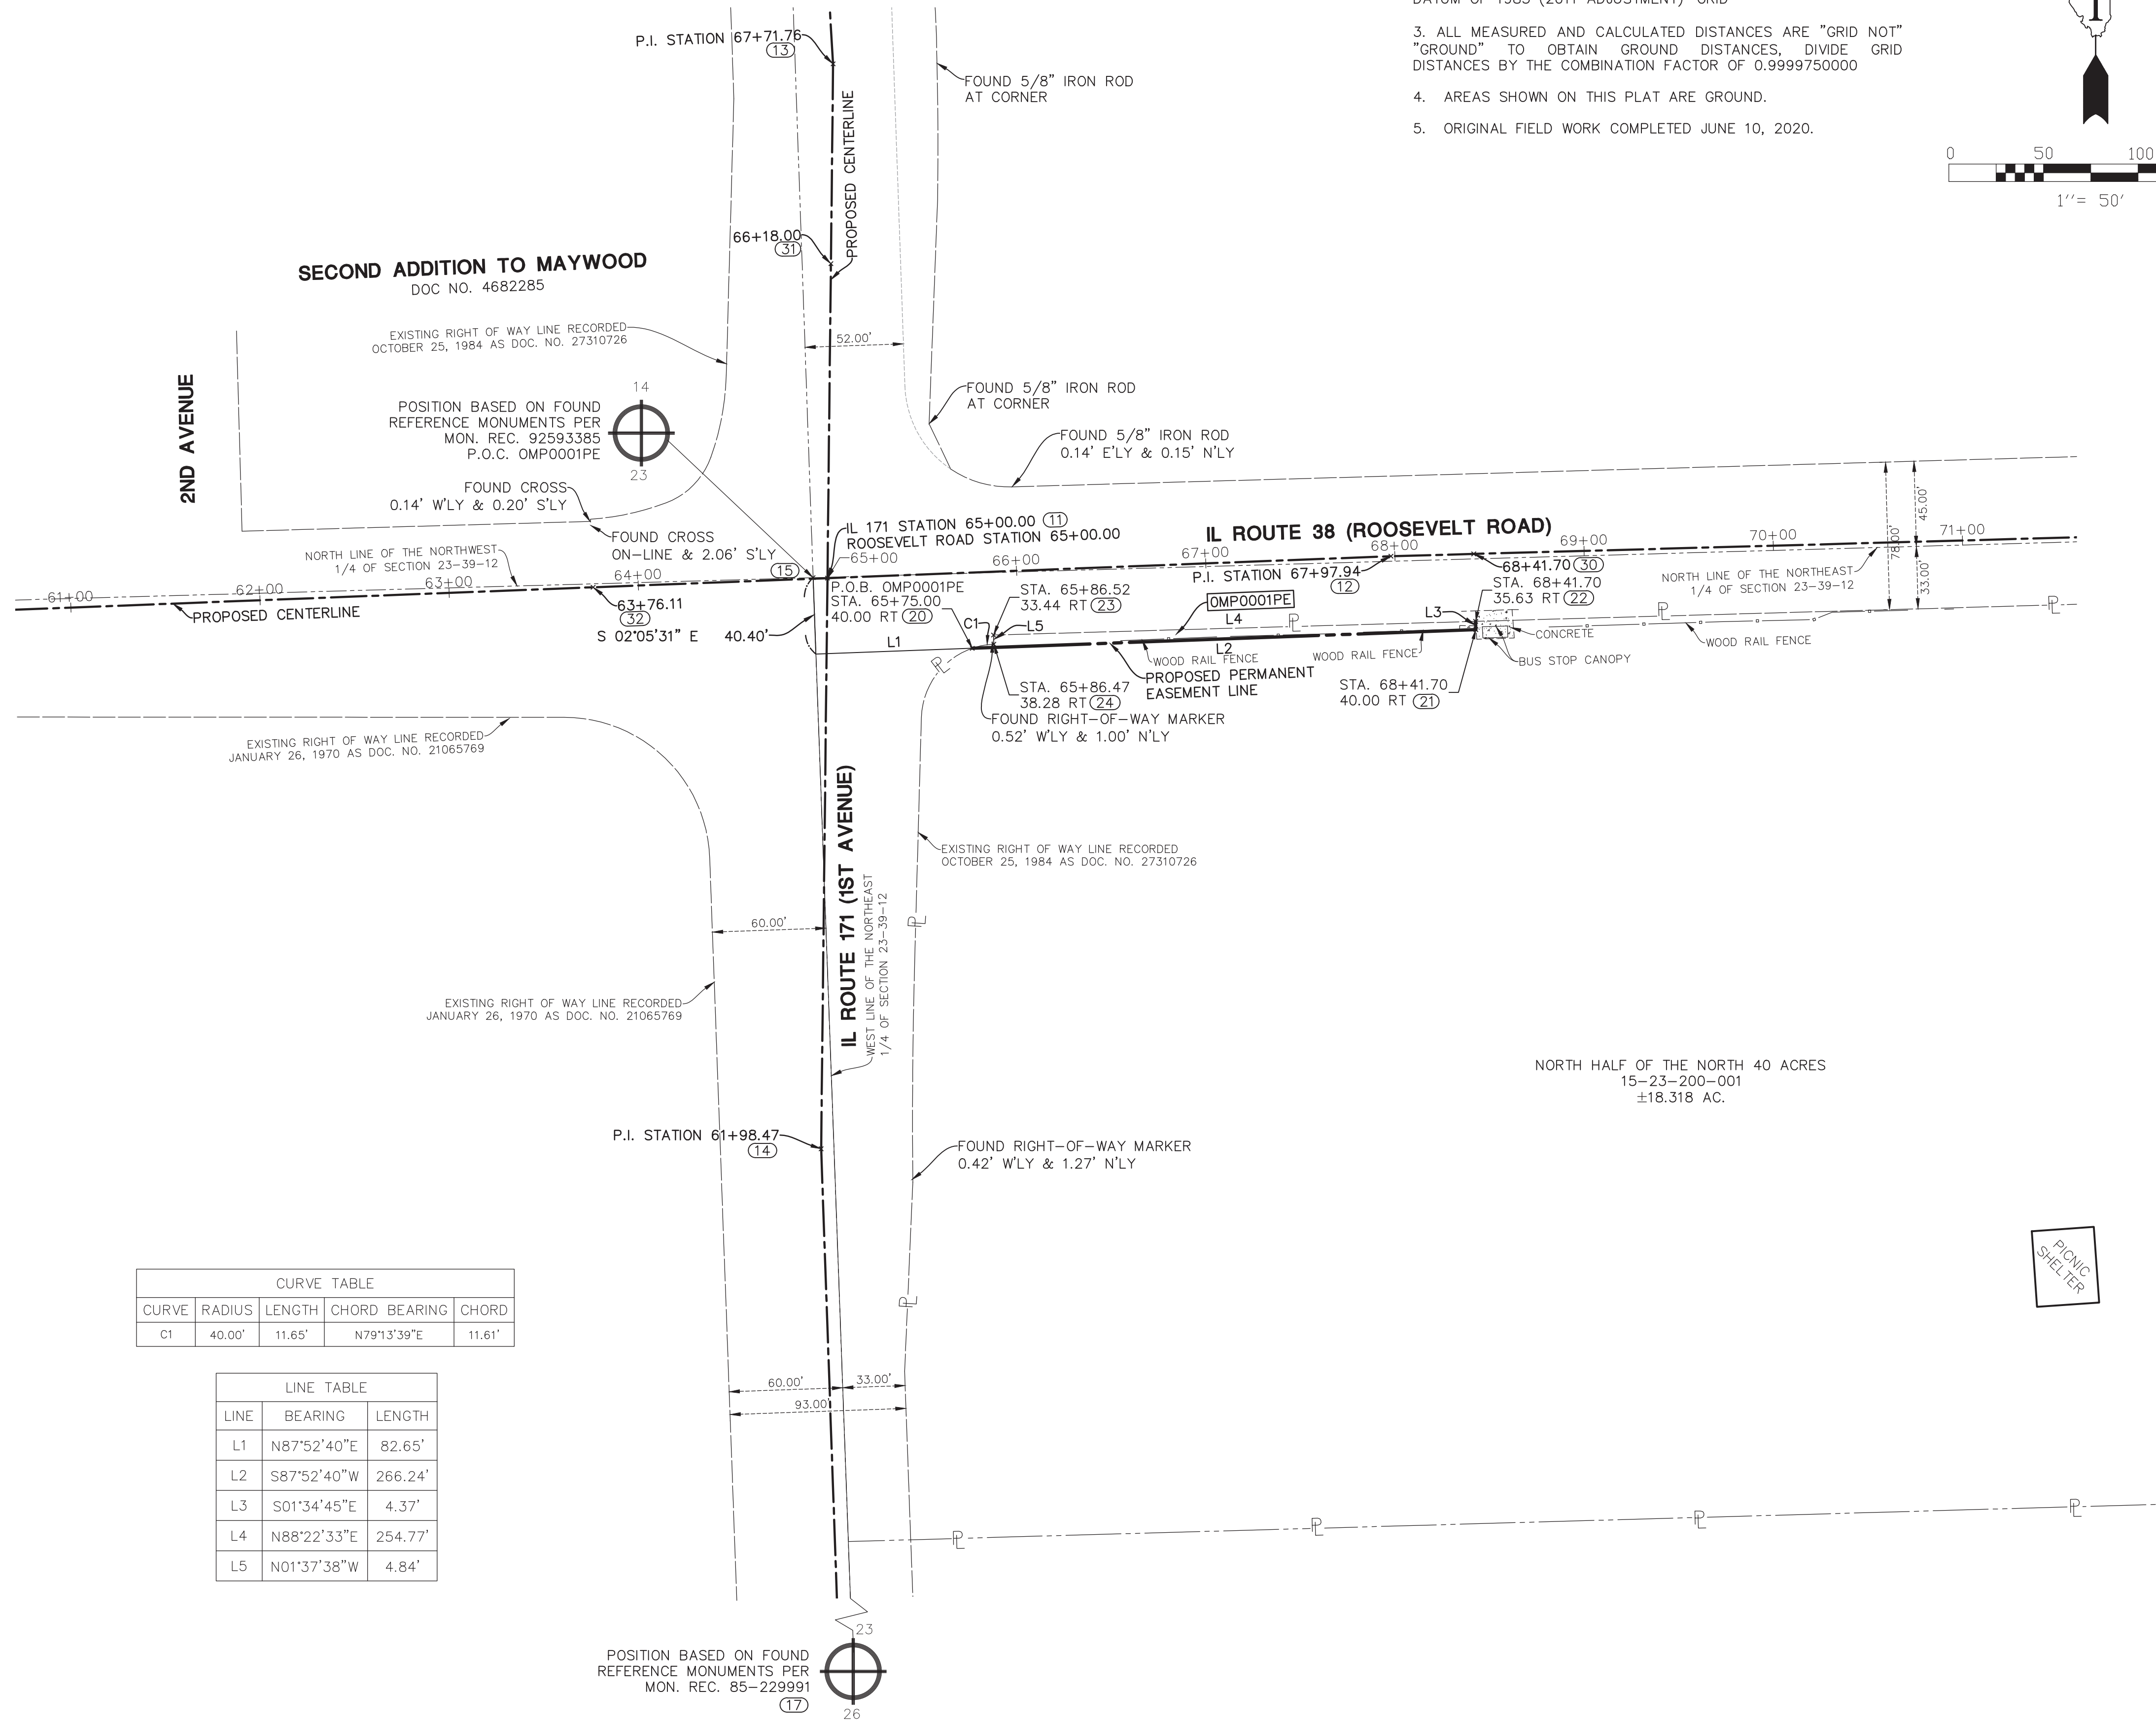 DATUM OF 1983 (2011 ADJUSTMENT) GRID
3. ALL MEASURED AND CALCULATED DISTANCES ARE "GRID NOT"
"GROUND" TO OBTAIN GROUND DISTANCES, DIVIDE GRID
DISTANCES BY THE COMBINATION FACTOR OF 0.9999750000
4. AREAS SHOWN ON THIS PLAT ARE GROUND.
5. ORIGINAL FIELD WORK COMPLETED JUNE 10, 2020.
0 50 100
1"= 50'
P.I. STATION 67+71.76
13
PROPOSED CENTERLINE
FOUND 5/8" IRON ROD
AT CORNER
66+18.00
31
SECOND ADDITION TO MAYWOOD
DOC NO. 4682285
EXISTING RIGHT OF WAY LINE RECORDED
OCTOBER 25, 1984 AS DOC. NO. 27310726
52.00'
2ND AVENUE
14
POSITION BASED ON FOUND
REFERENCE MONUMENTS PER
MON. REC. 92593385
P.O.C. OMP0001PE
23
FOUND 5/8" IRON ROD
AT CORNER
FOUND 5/8" IRON ROD
0.14' E'LY & 0.15' N'LY
FOUND CROSS
0.14' W'LY & 0.20' S'LY
FOUND CROSS
ON-LINE & 2.06' S'LY
15
NORTH LINE OF THE NORTHWEST
1/4 OF SECTION 23-39-12
IL 171 STATION 65+00.00 11
ROOSEVELT ROAD STATION 65+00.00
IL ROUTE 38 (ROOSEVELT ROAD)
61+00
62+00
63+00
64+00
65+00
66+00
67+00
68+00
69+00
70+00
71+00
78.00'
45.00'
33.00'
PROPOSED CENTERLINE
63+76.11
32
S 02°05'31" E 40.40'
P.O.B. OMP0001PE
STA. 65+75.00
40.00 RT 20
C1
STA. 65+86.52
33.44 RT 23
L5
P.I. STATION 67+97.94
12
OMP0001PE
L4
68+41.70 30
STA. 68+41.70
35.63 RT 22
L3
NORTH LINE OF THE NORTHEAST
1/4 OF SECTION 23-39-12
PL
PL
PL
CONCRETE
WOOD RAIL FENCE
BUS STOP CANOPY
L1
L2
PL
WOOD RAIL FENCE
WOOD RAIL FENCE
PROPOSED PERMANENT
EASEMENT LINE
STA. 65+86.47
38.28 RT 24
FOUND RIGHT-OF-WAY MARKER
0.52' W'LY & 1.00' N'LY
STA. 68+41.70
40.00 RT 21
EXISTING RIGHT OF WAY LINE RECORDED
JANUARY 26, 1970 AS DOC. NO. 21065769
IL ROUTE 171 (1ST AVENUE)
WEST LINE OF THE NORTHEAST
1/4 OF SECTION 23-39-12
EXISTING RIGHT OF WAY LINE RECORDED
OCTOBER 25, 1984 AS DOC. NO. 27310726
60.00'
PL
EXISTING RIGHT OF WAY LINE RECORDED
JANUARY 26, 1970 AS DOC. NO. 21065769
NORTH HALF OF THE NORTH 40 ACRES
15-23-200-001
±18.318 AC.
P.I. STATION 61+98.47
14
FOUND RIGHT-OF-WAY MARKER
0.42' W'LY & 1.27' N'LY
PL
PICNIC
SHELTER
CURVE TABLE
CURVE RADIUS LENGTH CHORD BEARING CHORD
C1 40.00' 11.65' N79°13'39"E 11.61'
60.00' 33.00'
93.00'
LINE TABLE
LINE BEARING LENGTH
L1 N87°52'40"E 82.65'
L2 S87°52'40"W 266.24'
L3 S01°34'45"E 4.37'
L4 N88°22'33"E 254.77'
L5 N01°37'38"W 4.84'
PL
PL
PL
PL
23
POSITION BASED ON FOUND
REFERENCE MONUMENTS PER
MON. REC. 85-229991
17
26